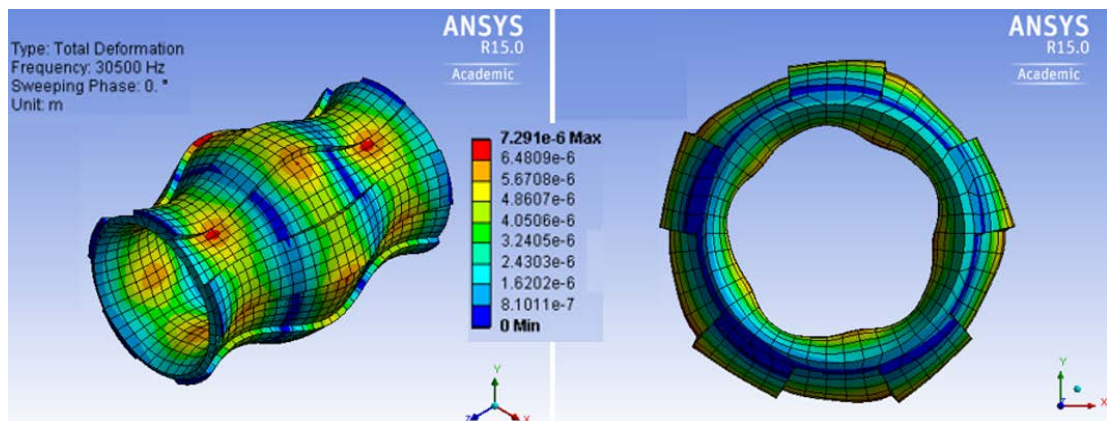 Type: Total Deformation
Frequency: 30500 Hz
Sweeping Phase: 0. °
Unit: m
ANSYS
R15.0
Academic
7.291e-6 Max
6.4809e-6
5.6708e-6
4.8607e-6
4.0506e-6
3.2405e-6
2.4303e-6
1.6202e-6
8.1011e-7
0 Min
Y
Z
X
ANSYS
R15.0
Academic
Y
Z
X